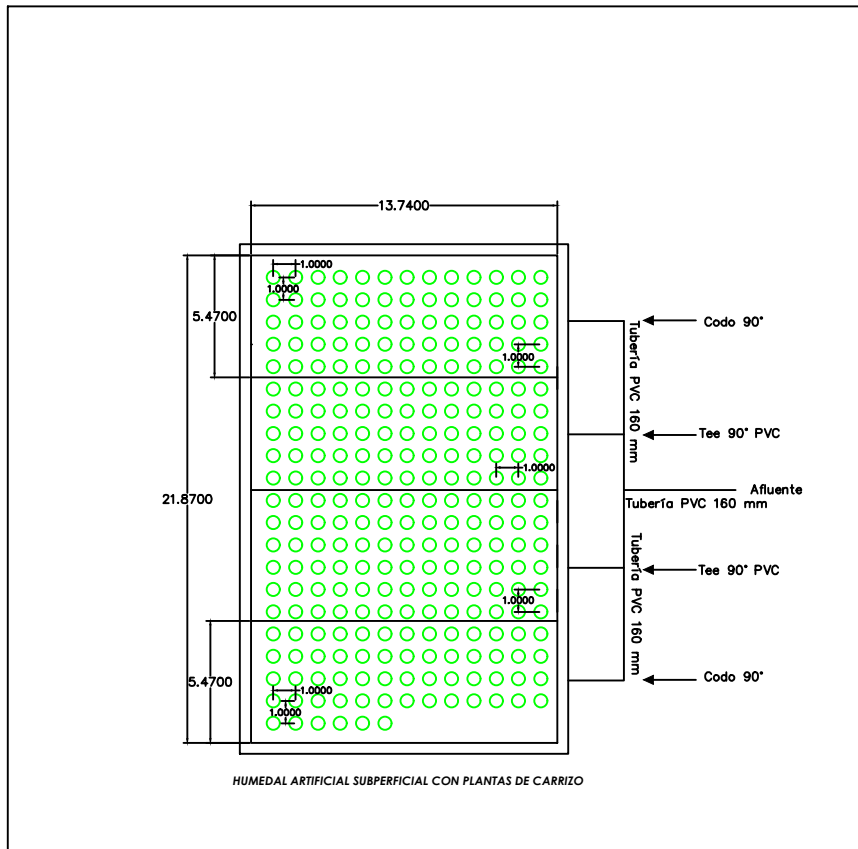 13.7400
1.0000
1.0000
5.4700
Codo 90°
Tubería PVC 160 mm
1.0000
Tee 90° PVC
1.0000
21.8700
Afluente
Tubería PVC 160 mm
Tubería PVC 160 mm
Tee 90° PVC
1.0000
5.4700
Codo 90°
1.0000
1.0000
HUMEDAL ARTIFICIAL SUBPERFICIAL CON PLANTAS DE CARRIZO